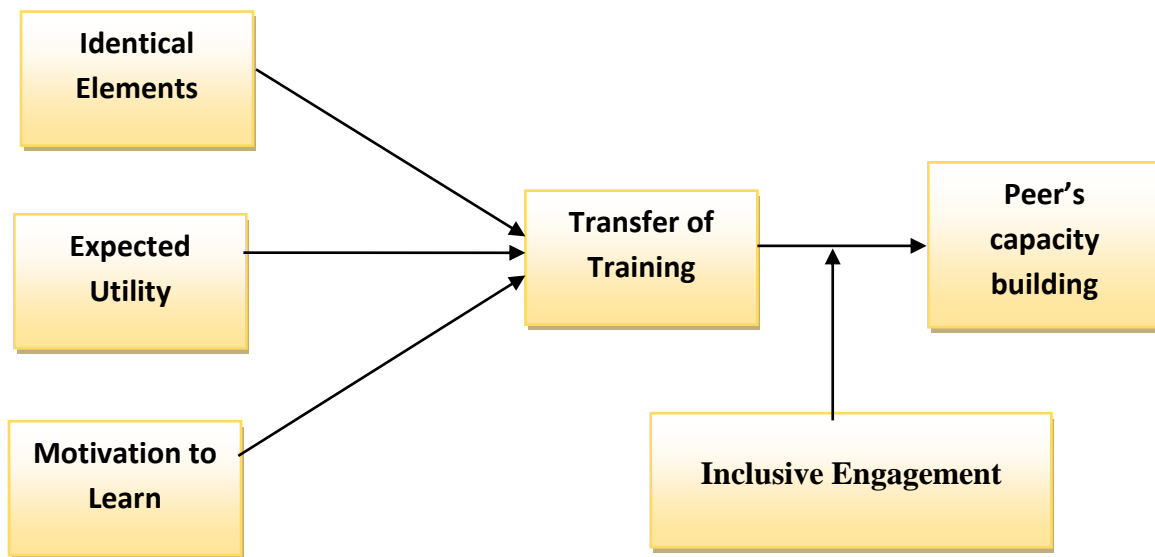 Identical
Elements
Expected
Utility
Motivation to
Learn
Transfer of
Training
Peer’s
capacity
building
Inclusive Engagement